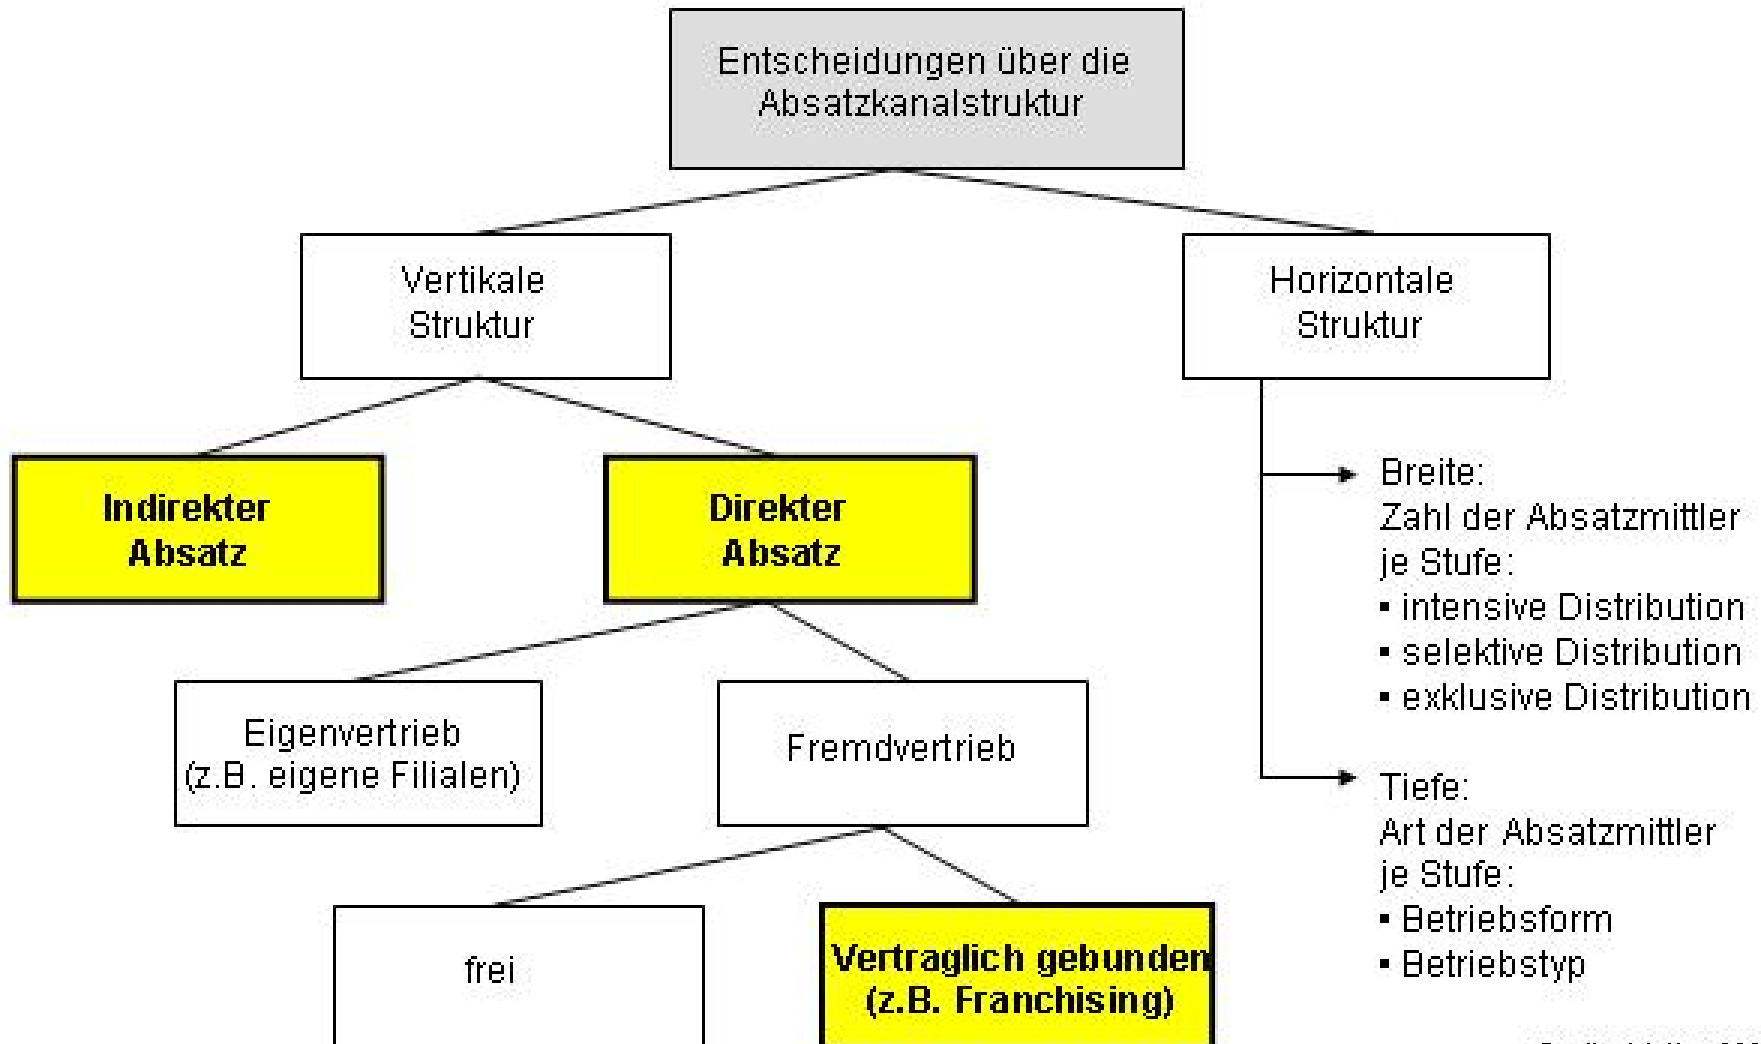 Entscheidungen über die
Absatzkanalstruktur
Vertikale
Struktur
Horizontale
Struktur
Indirekter
Absatz
Direkter
Absatz
Breite:
Zahl der Absatzmittler
je Stufe:
▪ intensive Distribution
▪ selektive Distribution
▪ exklusive Distribution
Eigenvertrieb
(z.B. eigene Filialen)
Fremdvertrieb
Tiefe:
Art der Absatzmittler
je Stufe:
▪ Betriebsform
▪ Betriebstyp
frei
Vertraglich gebunden
(z.B. Franchising)